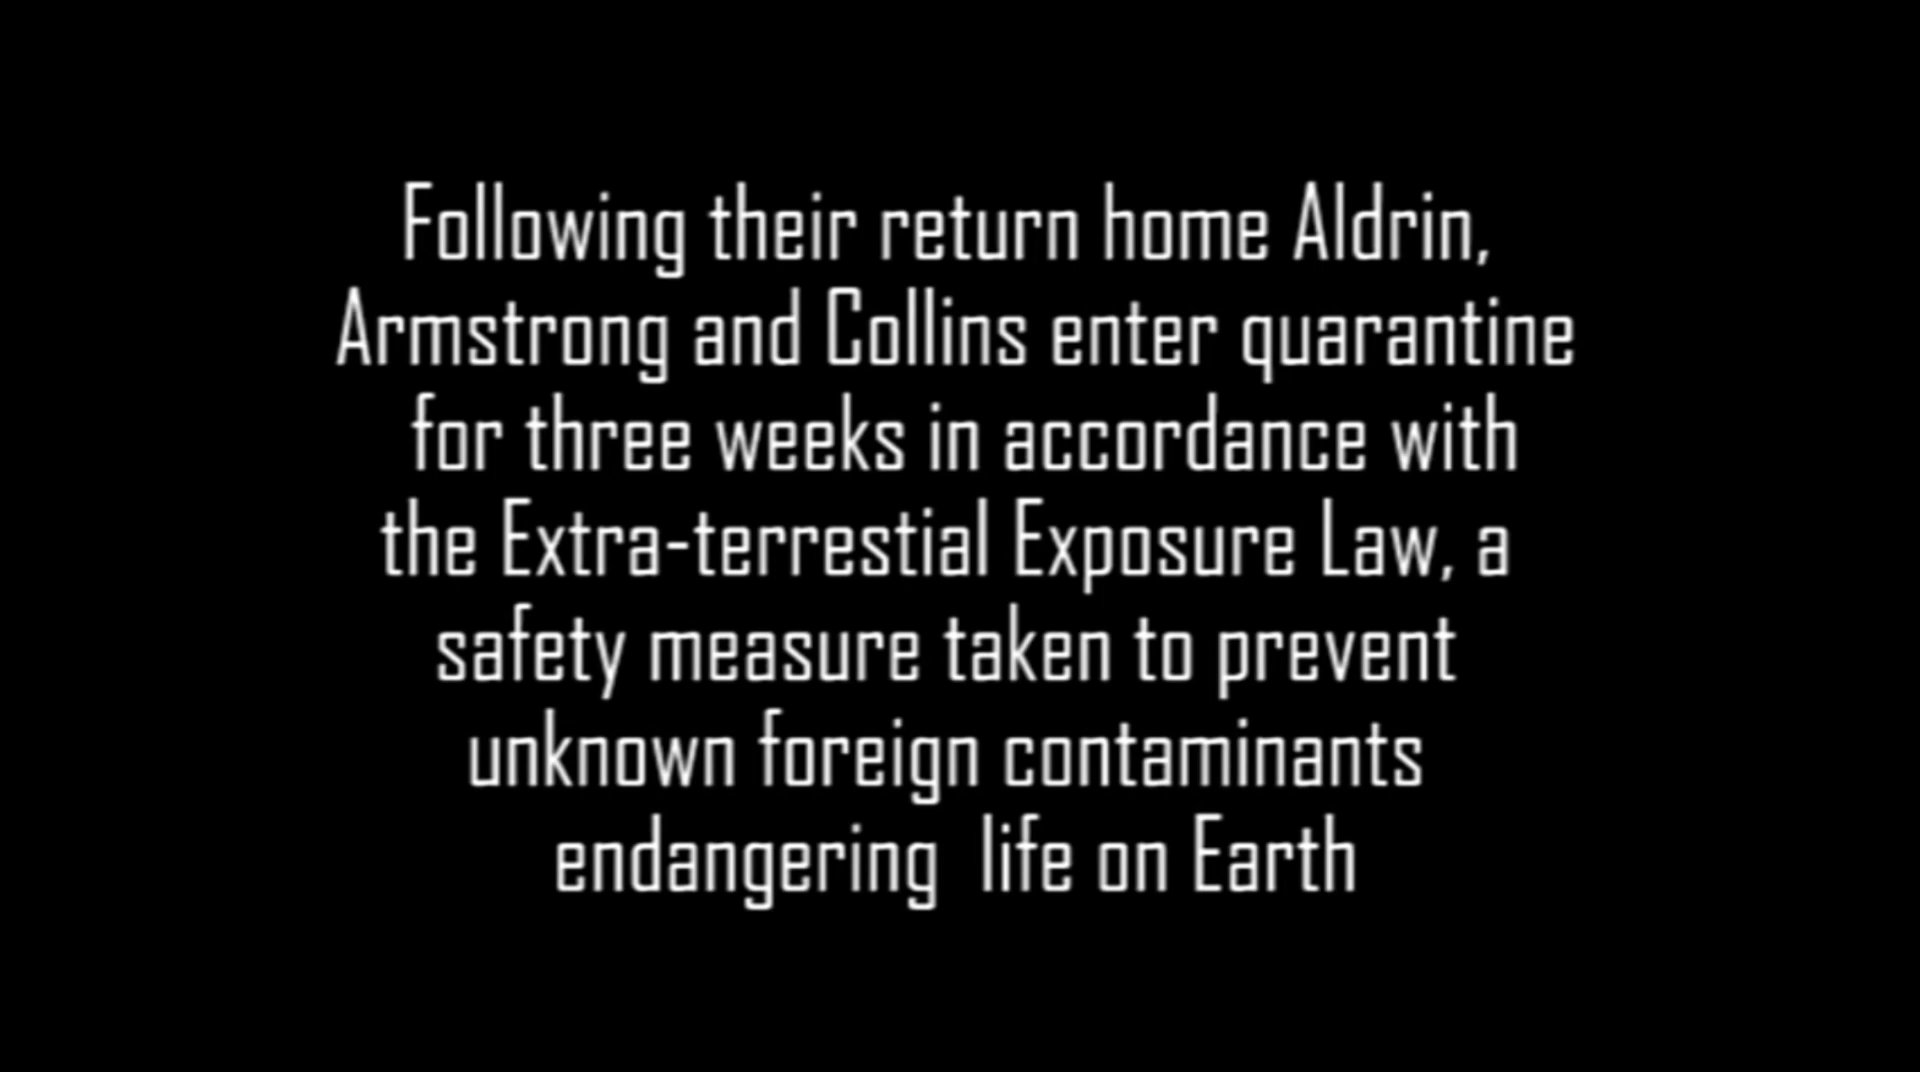 Following their return home Aldrin,
Armstrong and Collins enter quarantine
for three weeks in accordance with
the Extra-terrestial Exposure Law, a
safety measure taken to prevent
unknown foreign contaminants
endangering  life on Earth